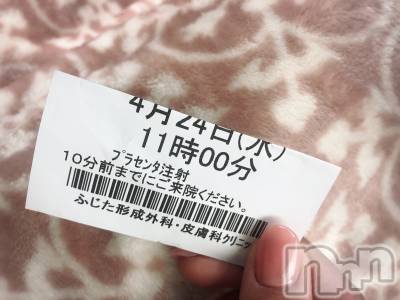 4月24日(水)
11時00分
プラセンタ注射
10分前までにご来院ください。
ふじた形成外科・皮膚科クリニッ
nmn